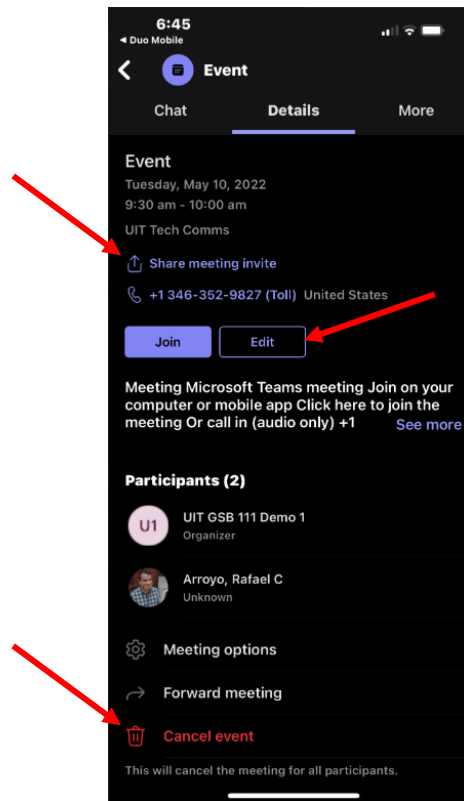 6:45
◄ Duo Mobile
Event
Chat Details More
Event
Tuesday, May 10, 2022
9:30 am - 10:00 am
UIT Tech Comms
Share meeting invite
+1 346-352-9827 (Toll) United States
Join Edit
Meeting Microsoft Teams meeting Join on your
computer or mobile app Click here to join the
meeting Or call in (audio only) +1 See more
Participants (2)
U1
UIT GSB 111 Demo 1
Organizer
Arroyo, Rafael C
Unknown
Meeting options
Forward meeting
Cancel event
This will cancel the meeting for all participants.